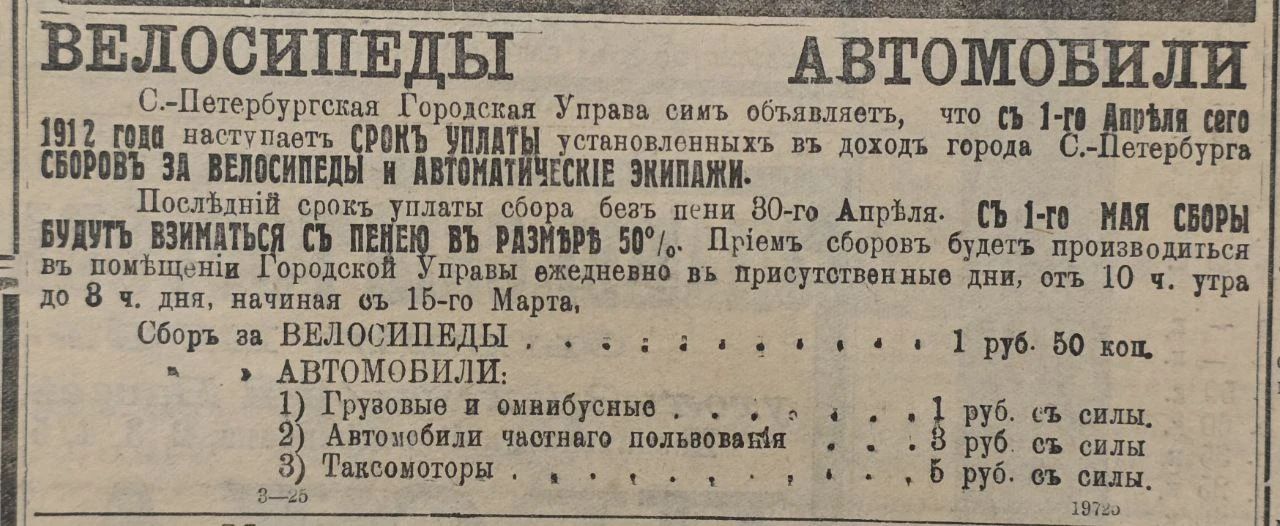 ВЕЛОСИПЕДЫ АВТОМОБИЛИ
С.-Петербургская Городская Управа симъ объявляетъ, что съ 1-го Апрѣля сего
1912 года наступаетъ СРОКЪ УПЛАТЫ установленныхъ въ доходъ города С.-Петербурга
СБОРОВЪ ЗА ВЕЛОСИПЕДЫ и АВТОМАТИЧЕСКІЕ ЭКИПАЖИ.
Послѣдній срокъ уплаты сбора безъ пени 30-го Апрѣля. СЪ 1-го МАЯ СБОРЫ
БУДУТЪ ВЗИМАТЬСЯ СЪ ПЕНЕЮ ВЪ РАЗМѢРѢ 50%. Пріемъ сборовъ будетъ производиться
въ помѣщеніи Городской Управы ежедневно въ присутственные дни, отъ 10 ч. утра
до 3 ч. дня, начиная съ 15-го Марта,
Сборъ за ВЕЛОСИПЕДЫ . . . . . . . . . . . . 1 руб. 50 коп.
" " АВТОМОБИЛИ:
1) Грузовые и омнибусные . . . . . . . 1 руб. съ силы.
2) Автомобили частнаго пользованія . . . 3 руб. съ силы
3) Таксомоторы . . . . . . . . . . . 5 руб. съ силы.
3—25 19725